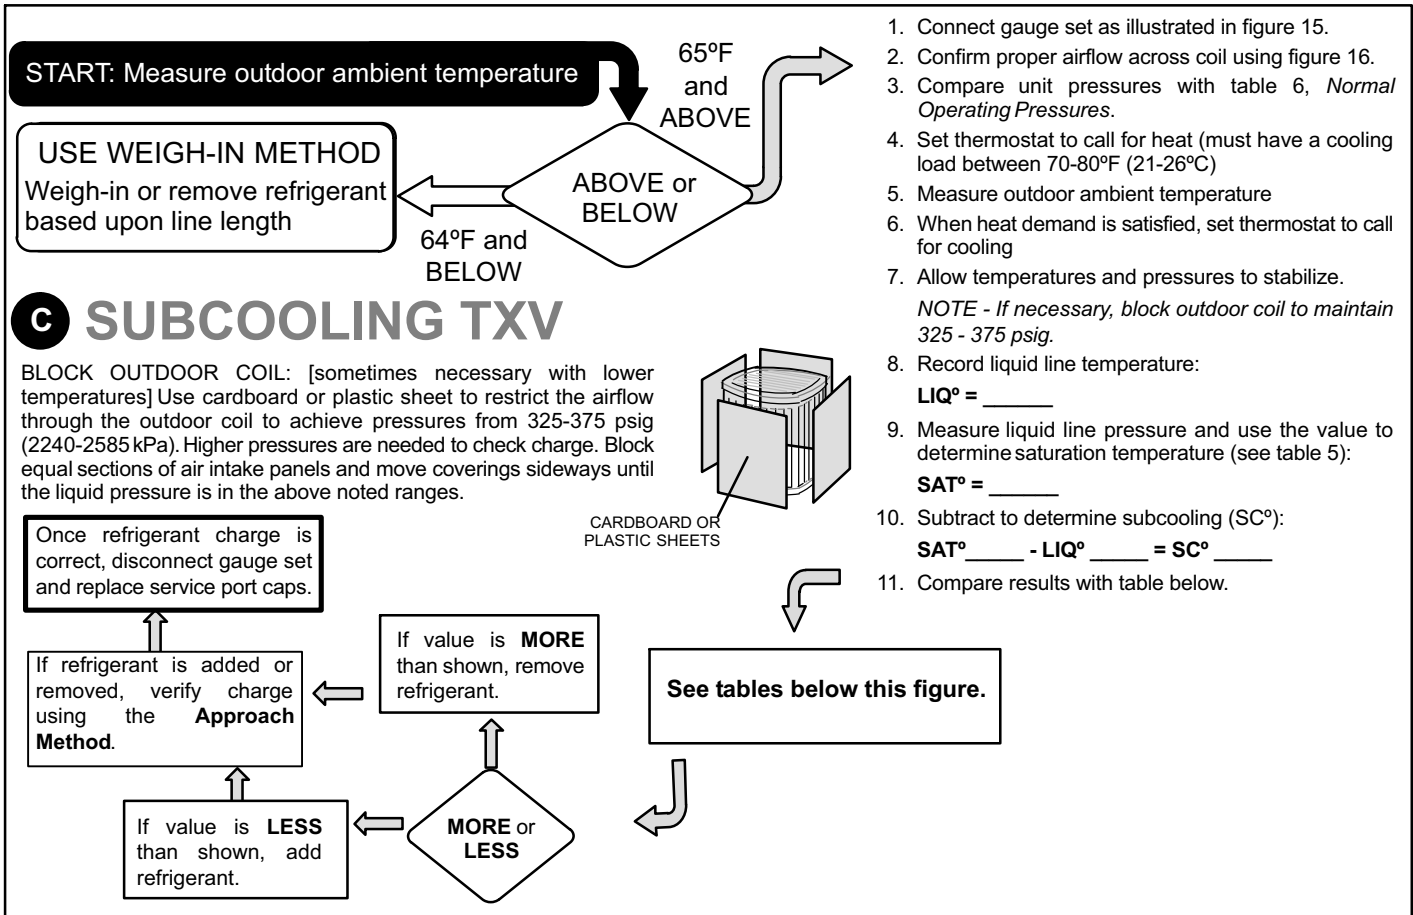 START: Measure outdoor ambient temperature
65ºF
and
ABOVE
ABOVE or
BELOW
64ºF and
BELOW
USE WEIGH-IN METHOD
Weigh-in or remove refrigerant
based upon line length
C SUBCOOLING TXV
BLOCK OUTDOOR COIL: [sometimes necessary with lower
temperatures] Use cardboard or plastic sheet to restrict the airflow
through the outdoor coil to achieve pressures from 325-375 psig
(2240-2585 kPa). Higher pressures are needed to check charge. Block
equal sections of air intake panels and move coverings sideways until
the liquid pressure is in the above noted ranges.
CARDBOARD OR
PLASTIC SHEETS
1. Connect gauge set as illustrated in figure 15.
2. Confirm proper airflow across coil using figure 16.
3. Compare unit pressures with table 6, Normal
Operating Pressures.
4. Set thermostat to call for heat (must have a cooling
load between 70-80ºF (21-26ºC)
5. Measure outdoor ambient temperature
6. When heat demand is satisfied, set thermostat to call
for cooling
7. Allow temperatures and pressures to stabilize.
NOTE - If necessary, block outdoor coil to maintain
325 - 375 psig.
8. Record liquid line temperature:
LIQº = ______
9. Measure liquid line pressure and use the value to
determine saturation temperature (see table 5):
SATº = ______
10. Subtract to determine subcooling (SCº):
SATº_____ - LIQº _____ = SCº _____
11. Compare results with table below.
See tables below this figure.
MORE or
LESS
If value is MORE
than shown, remove
refrigerant.
If value is LESS
than shown, add
refrigerant.
If refrigerant is added or
removed, verify charge
using the Approach
Method.
Once refrigerant charge is
correct, disconnect gauge set
and replace service port caps.